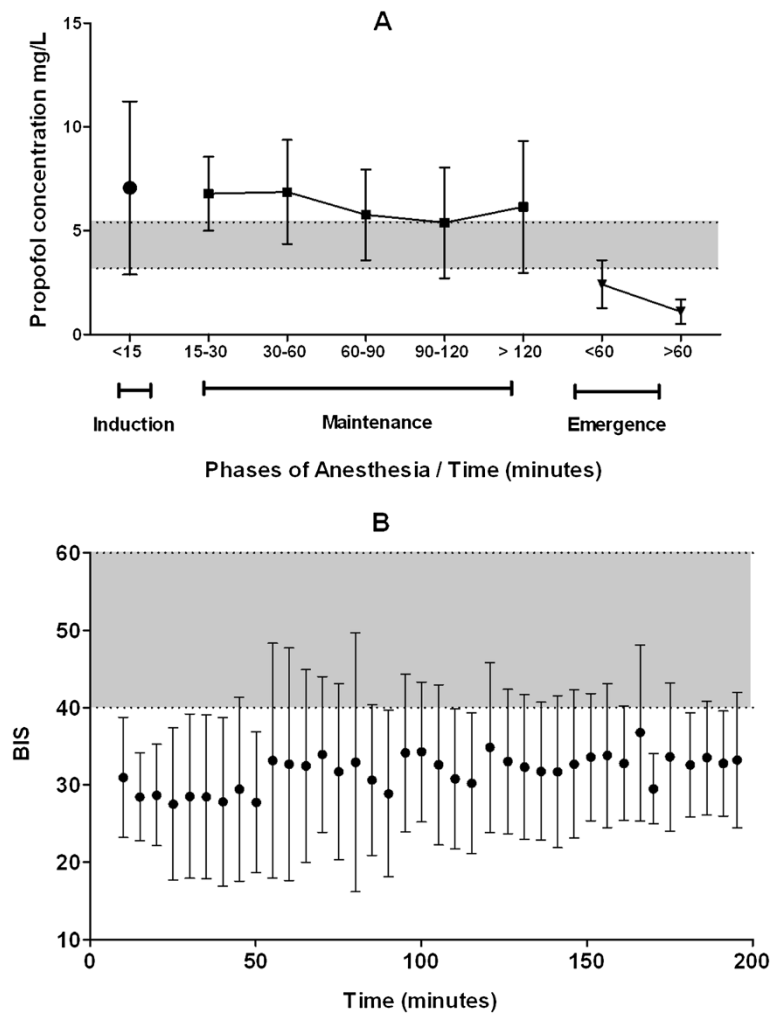 A
15
10
5
0
Propofol concentration mg/L
<15 15-30 30-60 60-90 90-120 > 120 <60 >60
Induction Maintenance Emergence
Phases of Anesthesia / Time (minutes)
B
60
50
40
30
20
10
BIS
0 50 100 150 200
Time (minutes)